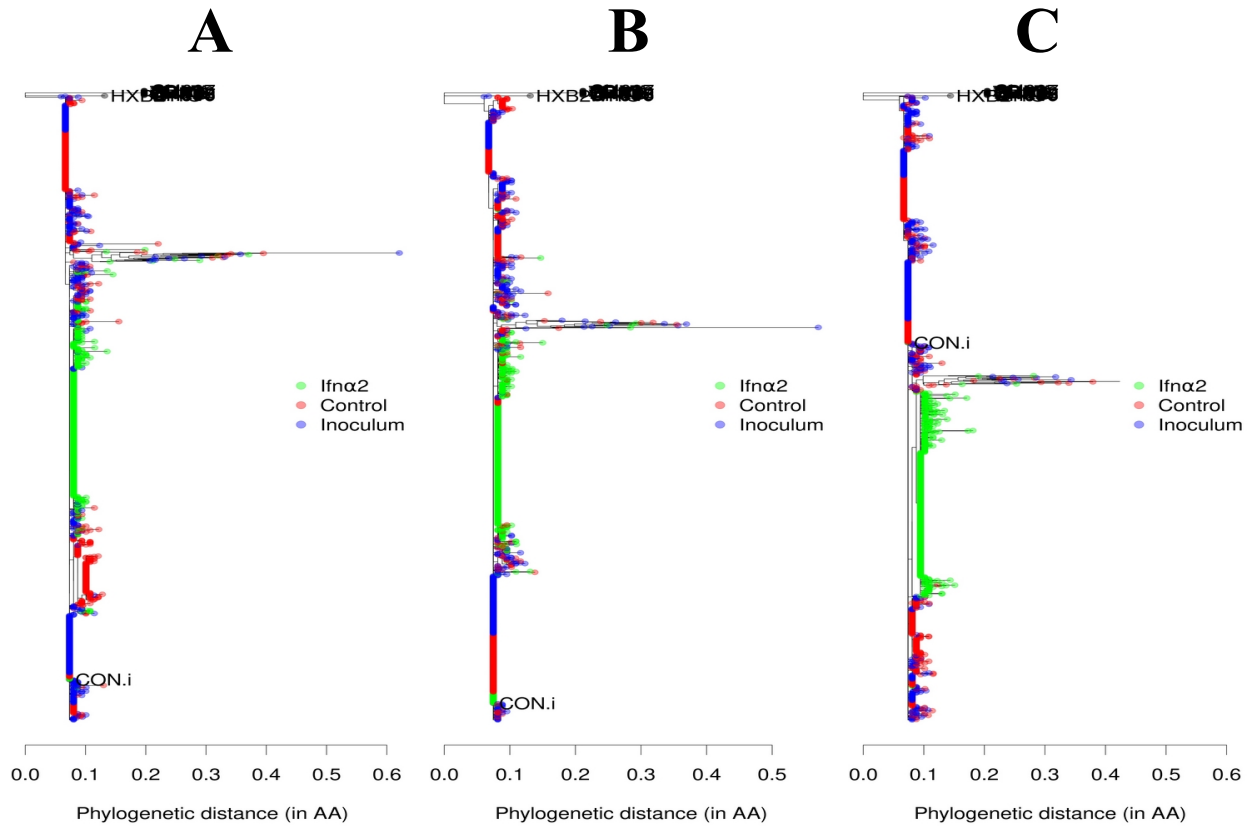 A B C
HXB2 HXB2 HXB2
CON.i
Ifnα2 Ifnα2 Ifnα2
Control Control Control
Inoculum Inoculum Inoculum
CON.i
CON.i
0.0 0.1 0.2 0.3 0.4 0.5 0.6 0.0 0.1 0.2 0.3 0.4 0.5 0.0 0.1 0.2 0.3 0.4 0.5 0.6
Phylogenetic distance (in AA) Phylogenetic distance (in AA) Phylogenetic distance (in AA)